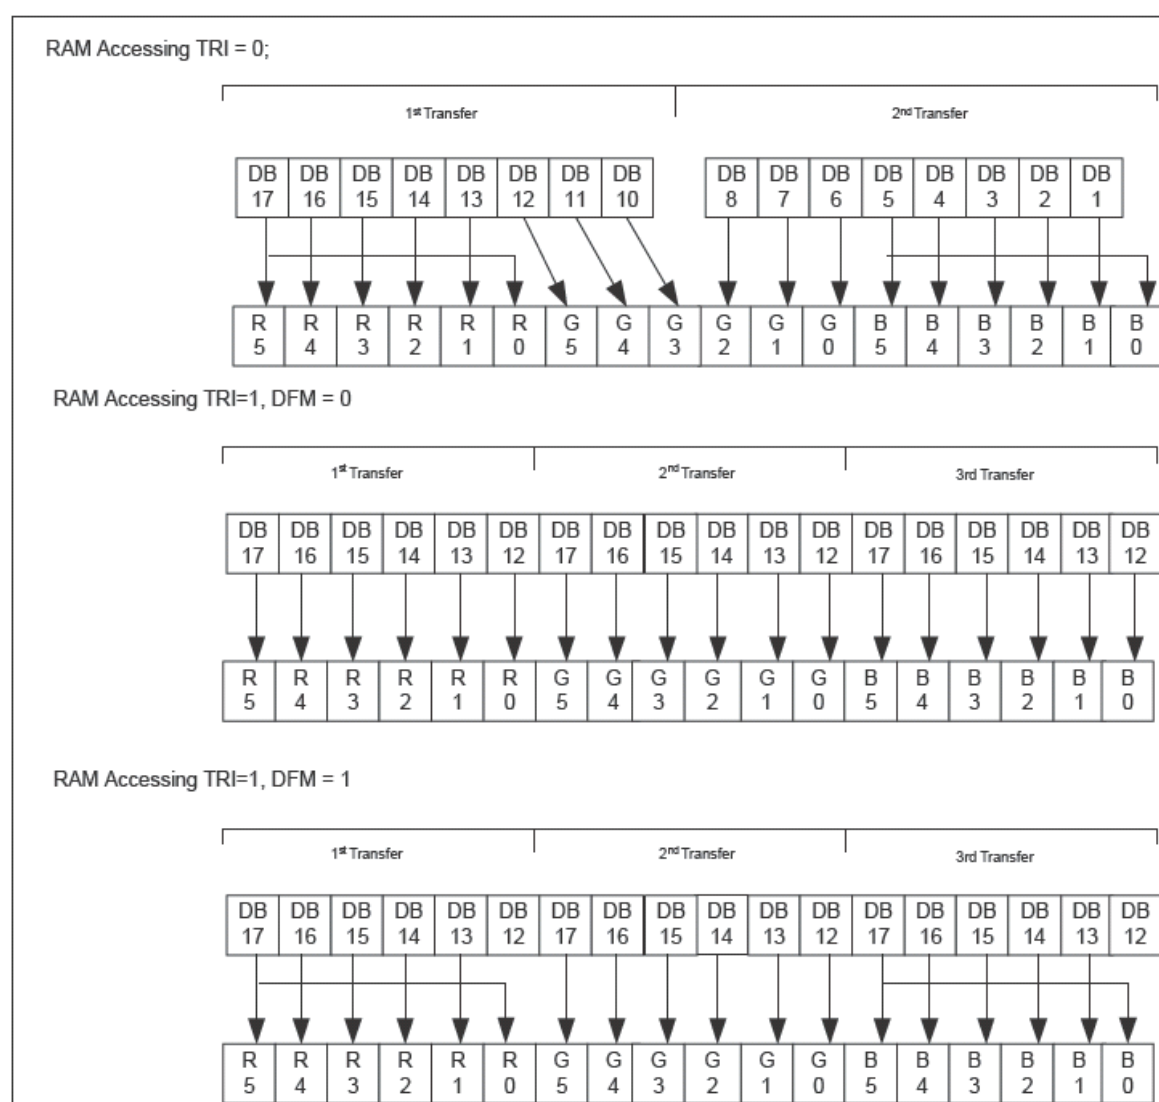 RAM Accessing TRI = 0;
1st Transfer 2nd Transfer
DB DB DB DB DB DB DB DB DB DB DB DB DB DB DB DB
17 16 15 14 13 12 11 10 8 7 6 5 4 3 2 1
R R R R R R G G G G G G B B B B B B
5 4 3 2 1 0 5 4 3 2 1 0 5 4 3 2 1 0
RAM Accessing TRI=1, DFM = 0
1st Transfer 2nd Transfer 3rd Transfer
DB DB DB DB DB DB DB DB DB DB DB DB DB DB DB DB DB DB
17 16 15 14 13 12 17 16 15 14 13 12 17 16 15 14 13 12
R R R R R R G G G G G G B B B B B B
5 4 3 2 1 0 5 4 3 2 1 0 5 4 3 2 1 0
RAM Accessing TRI=1, DFM = 1
1st Transfer 2nd Transfer 3rd Transfer
DB DB DB DB DB DB DB DB DB DB DB DB DB DB DB DB DB DB
17 16 15 14 13 12 17 16 15 14 13 12 17 16 15 14 13 12
R R R R R R G G G G G G B B B B B B
5 4 3 2 1 0 5 4 3 2 1 0 5 4 3 2 1 0